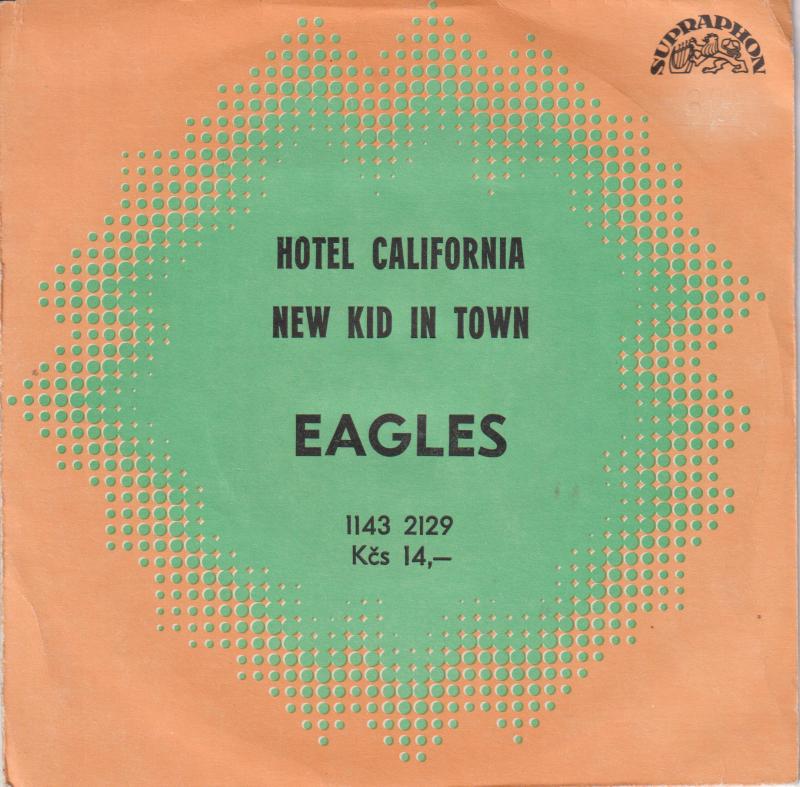 SUPRAPHON
HOTEL CALIFORNIA
NEW KID IN TOWN
EAGLES
1143 2129
Kčs 14,—